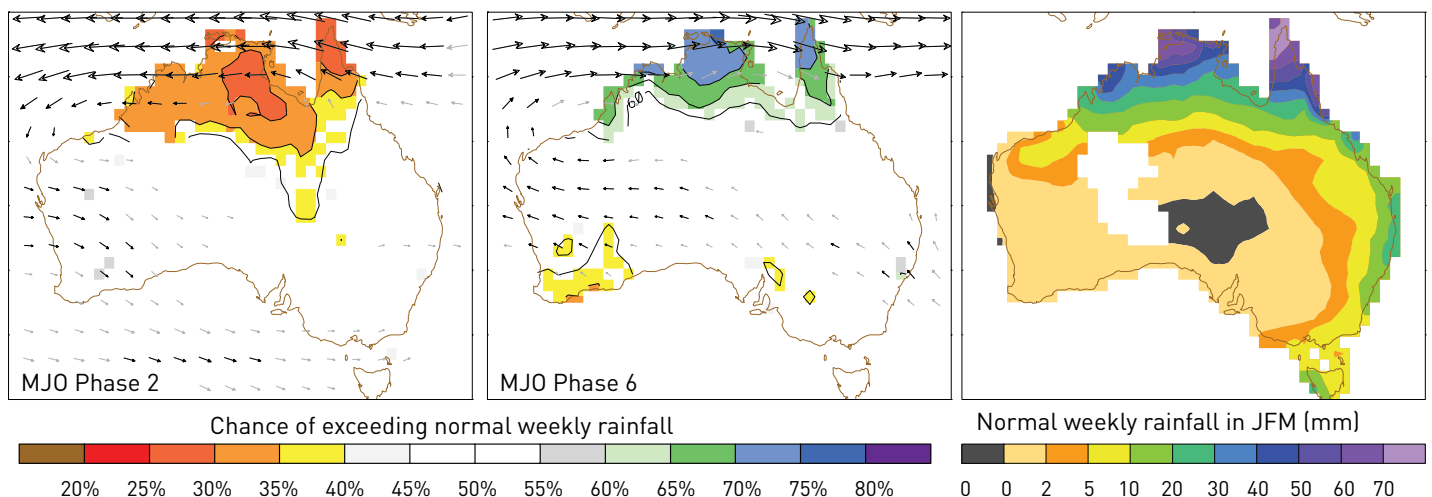 60
MJO Phase 2
MJO Phase 6
Chance of exceeding normal weekly rainfall
20% 25% 30% 35% 40% 45% 50% 55% 60% 65% 70% 75% 80%
Normal weekly rainfall in JFM (mm)
0 0 2 5 10 20 30 40 50 60 70